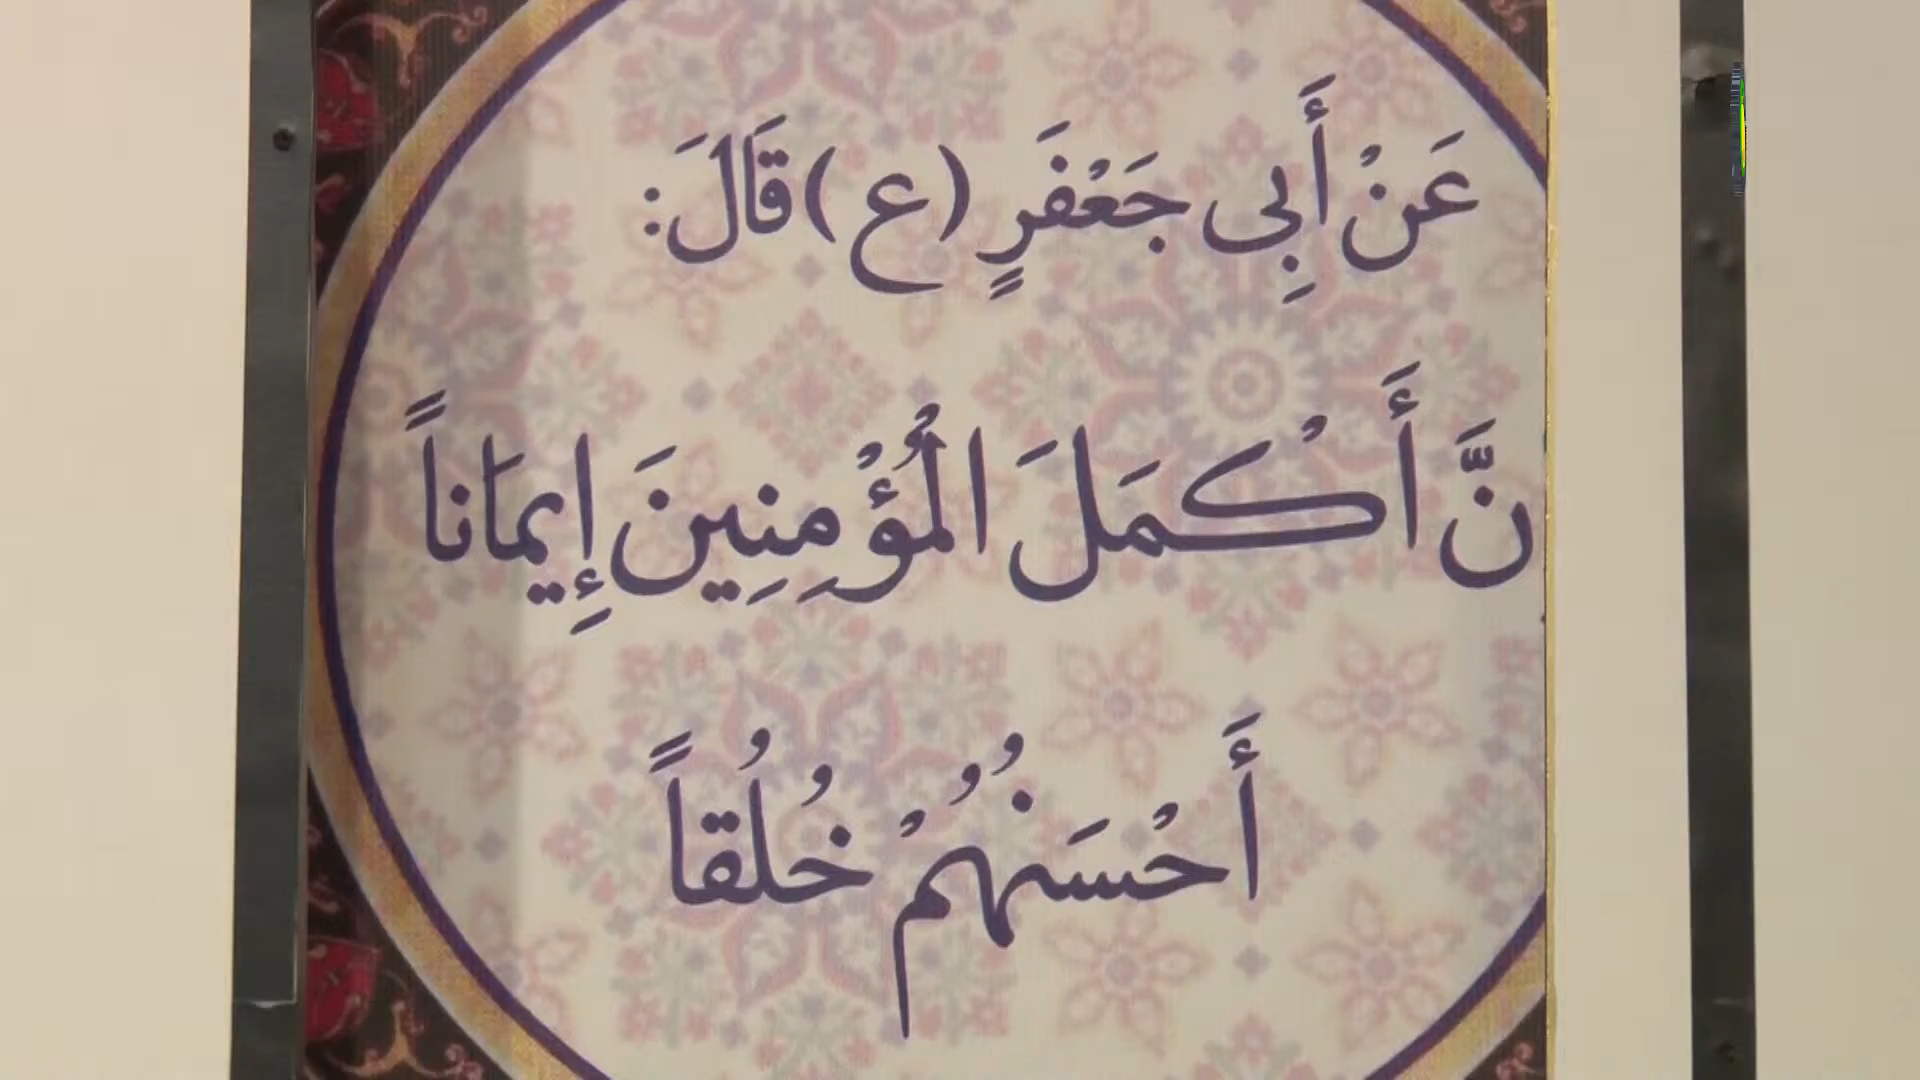 عَنْ أَبِي جَعْفَرٍ (ع) قَالَ:
نَّ أَكْمَلَ الْمُؤْمِنِينَ إِيمَاناً
أَحْسَنُهُمْ خُلُقاً